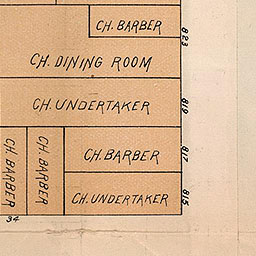 CH. BARBER
823
CH. DINING ROOM
CH. UNDERTAKER
819
CH. BARBER
CH. BARBER
CH. BARBER
817
CH. UNDERTAKER
815
34